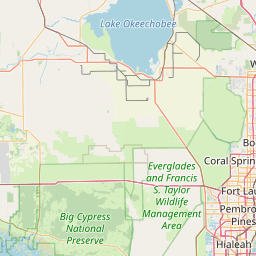 Lake Okeechobee
W
Bo
Coral Spring
Everglades
and Francis
S. Taylor
Wildlife
Management
Area
Fort Lau
Pembro
Pines
Hialeah
Big Cypress
National
Preserve